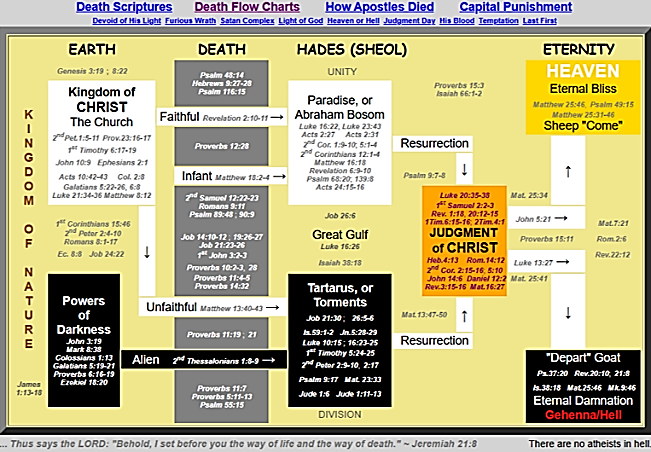 Death Scriptures Death Flow Charts How Apostles Died Capital Punishment
Devoid of His Light Furious Wrath Satan Complex Light of God Heaven or Hell Judgment Day His Blood Temptation Last First
EARTH
DEATH
HADES (SHEOL)
ETERNITY
KINGDOM OF NATURE
James
1:13-18
Genesis 3:19 ; 8:22
Kingdom of
CHRIST
The Church
2nd Pet.1:5-11 Prov.23:16-17
1st Timothy 6:17-19
John 10:9 Ephesians 2:1
Acts 10:42-43 Col. 2:8
Galatians 5:22-26, 6:8
Luke 21:34-36 Matthew 8:12
1st Corinthians 15:46
2nd Peter 2:4-10
Romans 8:1-17
Ec. 8:8 Job 24:22
↓
Powers
of
Darkness
John 3:19
Mark 8:38
Colossians 1:13
Galatians 5:19-21
Proverbs 6:16-19
Ezekiel 18:20
Psalm 48:14
Hebrews 9:27-28
Psalm 116:15
Faithful Revelation 2:10-11 →
Proverbs 12:28
Infant Matthew 18:2-4 →
2nd Samuel 12:22-23
Romans 9:11
Psalm 89:48 ; 90:9
Job 14:10-12 ; 19:26-27
Job 21:23-26
1st John 3:2-3
Proverbs 10:2-3, 28
Proverbs 11:4-5
Proverbs 14:32
Unfaithful Matthew 13:40-43 →
Proverbs 11:19 ; 21
Alien 2nd Thessalonians 1:8-9 →
Proverbs 11:7
Proverbs 5:11-13
Psalm 55:15
UNITY
Paradise, or
Abraham Bosom
Luke 16:22, Luke 23:43
Acts 2:27 Acts 2:31
2nd Cor. 1:9-10; 5:1-4
2nd Corinthians 12:1-4
Matthew 16:18
Revelation 6:9-10
Psalm 68:20; 139:8
Acts 24:15-16
Job 26:6
Great Gulf
Luke 16:26
Isaiah 38:18
Tartarus, or
Torments
Job 21:30 ; 26:5-6
Is.59:1-2 Jn.5:28-29
Luke 10:15 ; 16:23-25
1st Timothy 5:24-25
2nd Peter 2:9-10, 2:17
Psalm 9:17 Mat. 23:33
Jude 1:6 Jude 1:11-13
DIVISION
Proverbs 15:3
Isaiah 66:1-2
Resurrection
Psalm 9:7-8
↓
Luke 20:35-38
1st Samuel 2:2-3
Rev. 1:18, 20:12-15
1Tim.6:15-16, 2Tim.4:1
JUDGMENT
of CHRIST
Heb.4:13 Rom.14:12
2nd Cor. 2:15-16, 5:10
John 14:6 Daniel 12:2
Rev.3:15-16 Mat.16:27
Mat.13:47-50
↑
Resurrection
HEAVEN
Eternal Bliss
Matthew 25:46, Psalm 49:15
Matthew 25:31-46
Sheep "Come"
↑
Mat. 25:34
John 5:21 →
Proverbs 15:11
Luke 13:27 →
Mat. 25:41
↓
Mat.7:21
Rom.2:6
Rev.22:12
"Depart" Goat
Ps.37:20 Rev.20:10, 21:8
Is.38:18 Mat.25:46 Mk.9:46
Eternal Damnation
Gehenna/Hell
... Thus says the LORD: "Behold, I set before you the way of life and the way of death." ~ Jeremiah 21:8
There are no atheists in hell.